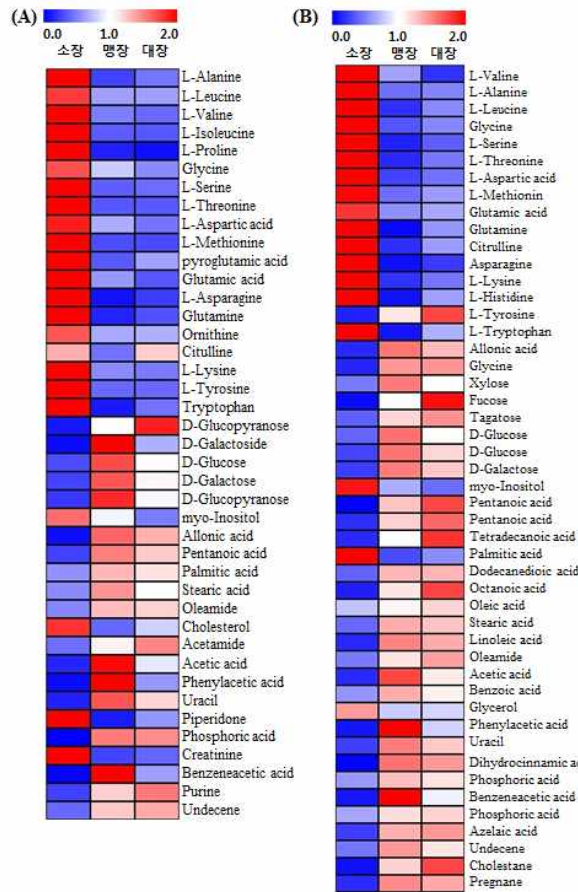 (A)
0.0 1.0 2.0
소장 맹장 대장
L-Alanine
L-Leucine
L-Valine
L-Isoleucine
L-Proline
Glycine
L-Serine
L-Threonine
L-Aspartic acid
L-Methionine
pyroglutamic acid
Glutamic acid
L-Asparagine
Glutamine
Ornithine
Citulline
L-Lysine
L-Tyrosine
Tryptophan
D-Glucopyranose
D-Galactoside
D-Glucose
D-Galactose
D-Glucopyranose
myo-Inositol
Allonic acid
Pentanoic acid
Palmitic acid
Stearic acid
Oleamide
Cholesterol
Acetamide
Acetic acid
Phenylacetic acid
Uracil
Piperidone
Phosphoric acid
Creatinine
Benzeneacetic acid
Purine
Undecene
(B)
0.0 1.0 2.0
소장 맹장 대장
L-Valine
L-Alanine
L-Leucine
Glycine
L-Serine
L-Threonine
L-Aspartic acid
L-Methionin
Glutamic acid
Glutamine
Citrulline
Asparagine
L-Lysine
L-Histidine
L-Tyrosine
L-Tryptophan
Allonic acid
Glycine
Xylose
Fucose
Tagatose
D-Glucose
D-Glucose
D-Galactose
myo-Inositol
Pentanoic acid
Pentanoic acid
Tetradecanoic acid
Palmitic acid
Dodecanedioic acid
Octanoic acid
Oleic acid
Stearic acid
Linoleic acid
Oleamide
Acetic acid
Benzoic acid
Glycerol
Phenylacetic acid
Uracil
Dihydrocinnamic ac
Phosphoric acid
Benzeneacetic acid
Phosphoric acid
Azelaic acid
Undecene
Cholestane
Pregnane